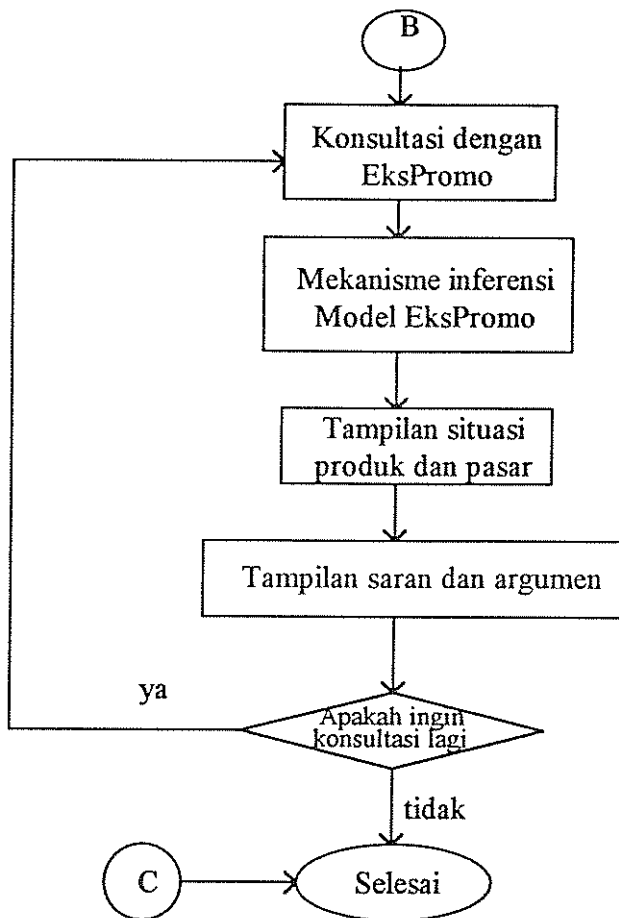 B
Konsultasi dengan
EksPromo
Mekanisme inferensi
Model EksPromo
Tampilan situasi
produk dan pasar
Tampilan saran dan argumen
ya
Apakah ingin
konsultasi lagi
tidak
C
Selesai